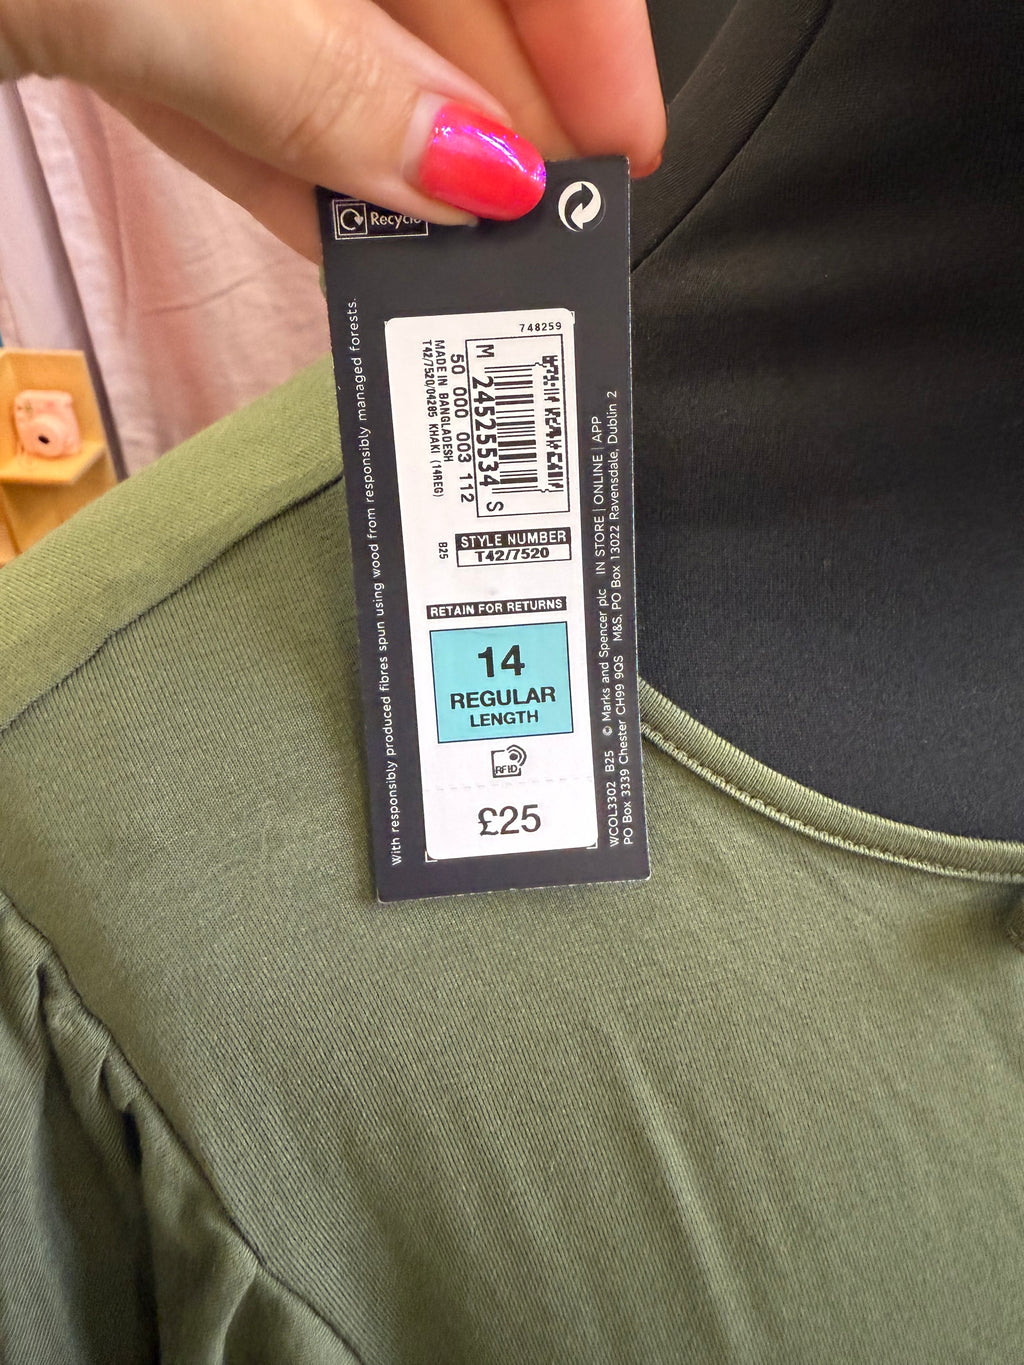 Recycle
With responsibly produced fibres spun using wood from responsibly managed forests.
748259
M 24525534 S
50 000 003 112
MADE IN BANGLADESH
T42/7520/04285 KHAKI (14REG)
B25
STYLE NUMBER
T42/7520
RETAIN FOR RETURNS
14
REGULAR
LENGTH
RFID
£25
WCOL3302 B25 © Marks and Spencer plc IN STORE | ONLINE | APP
PO Box 3339 Chester CH99 9QS M&S, PO Box 13022 Ravensdale, Dublin 2